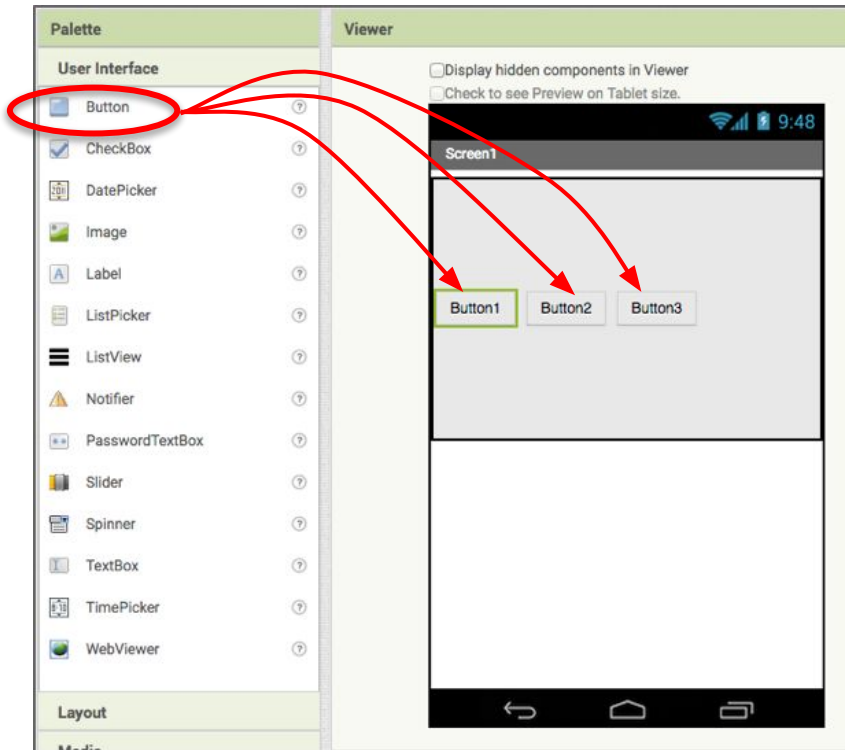 Palette
User Interface
Button
CheckBox
DatePicker
Image
Label
ListPicker
ListView
Notifier
PasswordTextBox
Slider
Spinner
TextBox
TimePicker
WebViewer
Layout
Media
Viewer
Display hidden components in Viewer
Check to see Preview on Tablet size.
9:48
Screen1
Button1 Button2 Button3